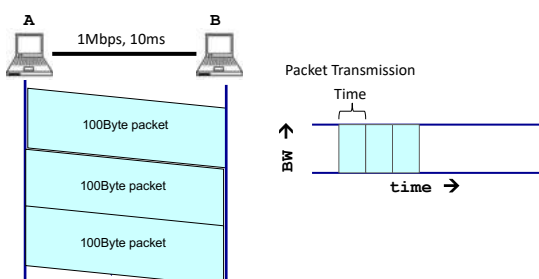 A
B
1Mbps, 10ms
100Byte packet
100Byte packet
100Byte packet
Packet Transmission
Time
BW →
time →